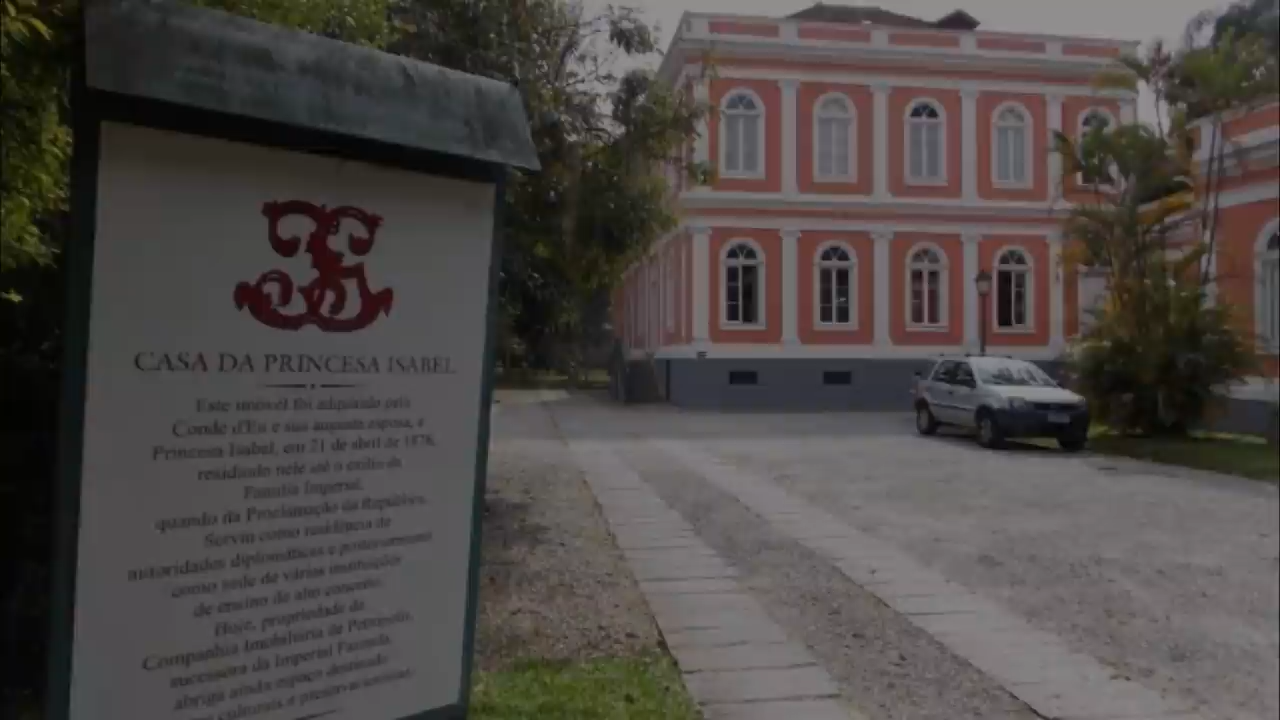 CASA DA PRINCESA ISABEL
Este imóvel foi adquirido pelo
Conde d'Eu e sua augusta esposa, a
Princesa Isabel, em 21 de abril de 1876,
residindo nele até o exílio da
Família Imperial,
quando da Proclamação da República.
Serviu como residência de
autoridades diplomáticas e posteriormente
como sede de várias instituições
de ensino de alto conceito.
Hoje, propriedade da
Companhia Imobiliária de Petrópolis,
sucessora da Imperial Fazenda,
abriga ainda espaço destinado
culturais e preservacionistas.